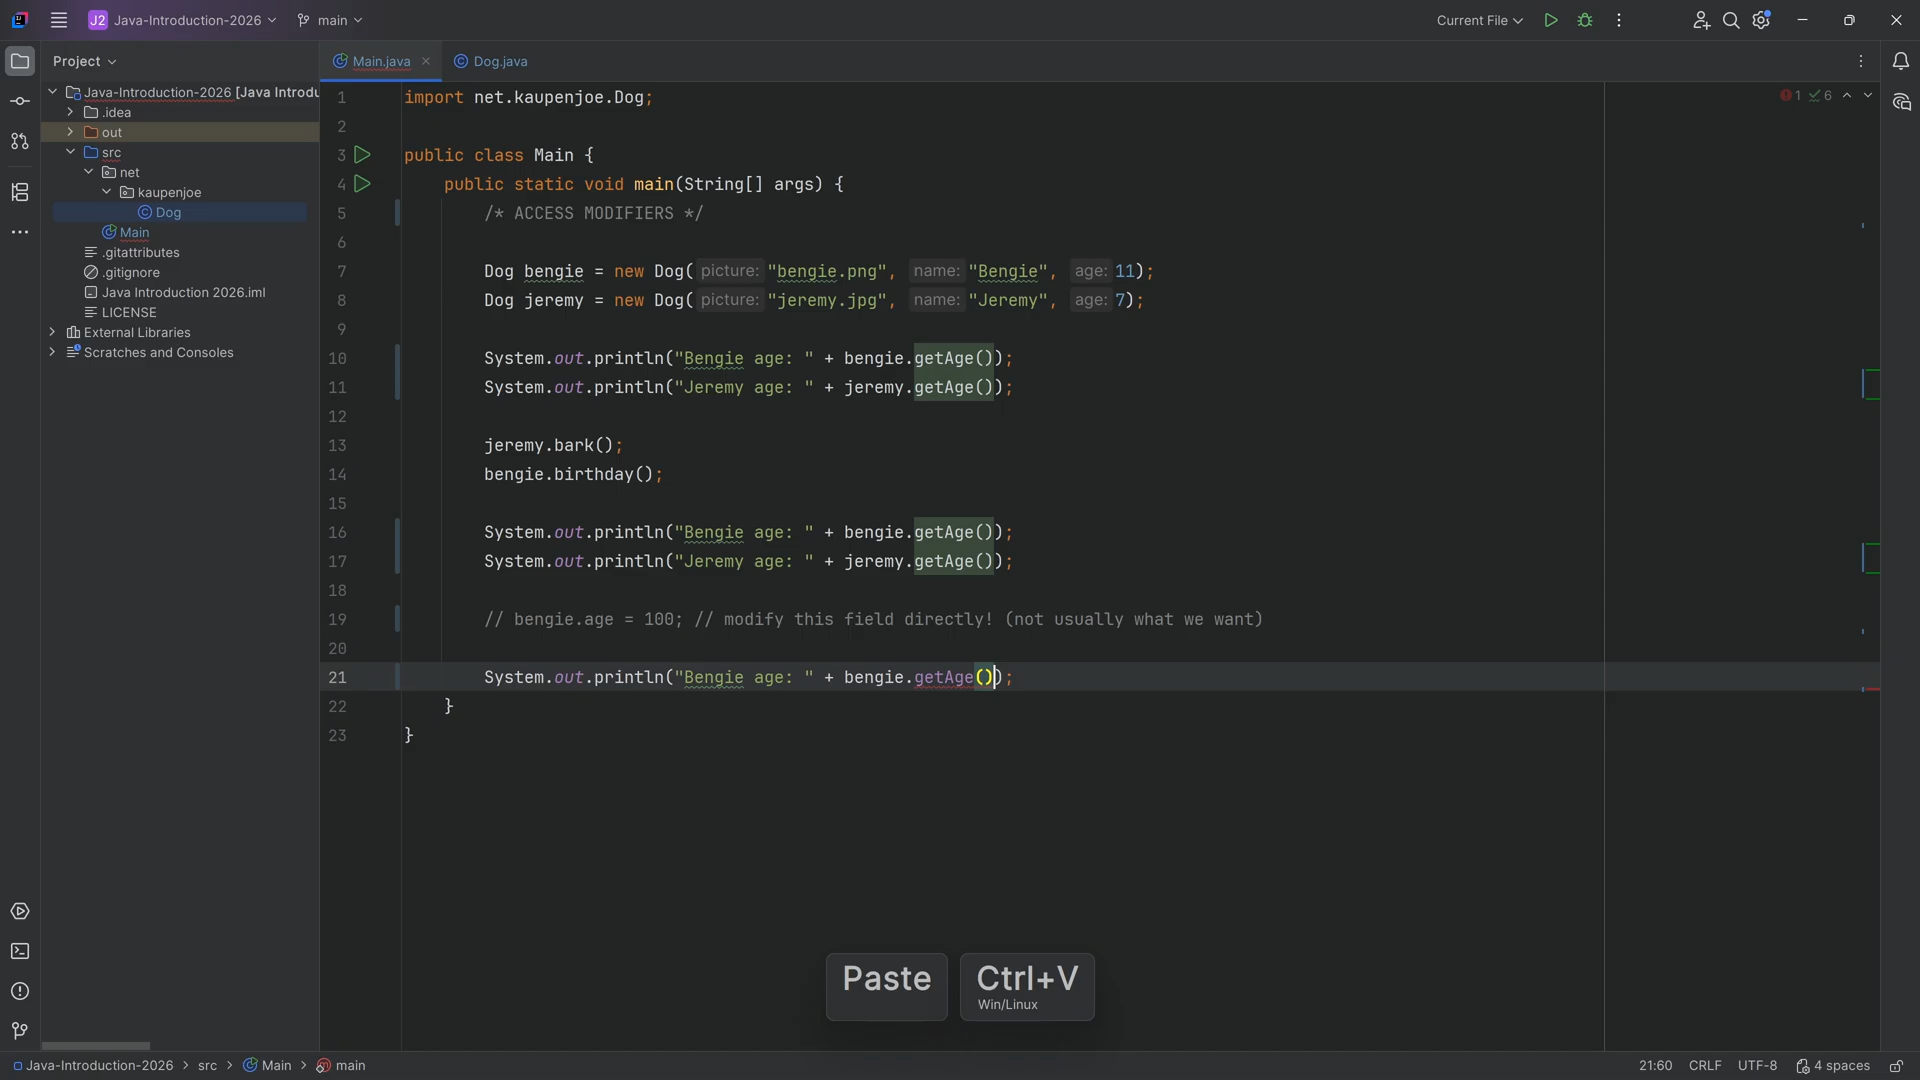 J2 Java-Introduction-2026 main Current File
Project
Main.java Dog.java
Java-Introduction-2026 [Java Introdu
.idea
out
src
net
kaupenjoe
Dog
Main
.gitattributes
.gitignore
Java Introduction 2026.iml
LICENSE
External Libraries
Scratches and Consoles
1 6
1 import net.kaupenjoe.Dog;
2
3 public class Main {
4 public static void main(String[] args) {
5 /* ACCESS MODIFIERS */
6
7 Dog bengie = new Dog( picture: "bengie.png", name: "Bengie", age: 11);
8 Dog jeremy = new Dog( picture: "jeremy.jpg", name: "Jeremy", age: 7);
9
10 System.out.println("Bengie age: " + bengie.getAge());
11 System.out.println("Jeremy age: " + jeremy.getAge());
12
13 jeremy.bark();
14 bengie.birthday();
15
16 System.out.println("Bengie age: " + bengie.getAge());
17 System.out.println("Jeremy age: " + jeremy.getAge());
18
19 // bengie.age = 100; // modify this field directly! (not usually what we want)
20
21 System.out.println("Bengie age: " + bengie.getAge());
22 }
23 }
Paste Ctrl+V
Win/Linux
Java-Introduction-2026 > src > Main > main 21:60 CRLF UTF-8 4 spaces